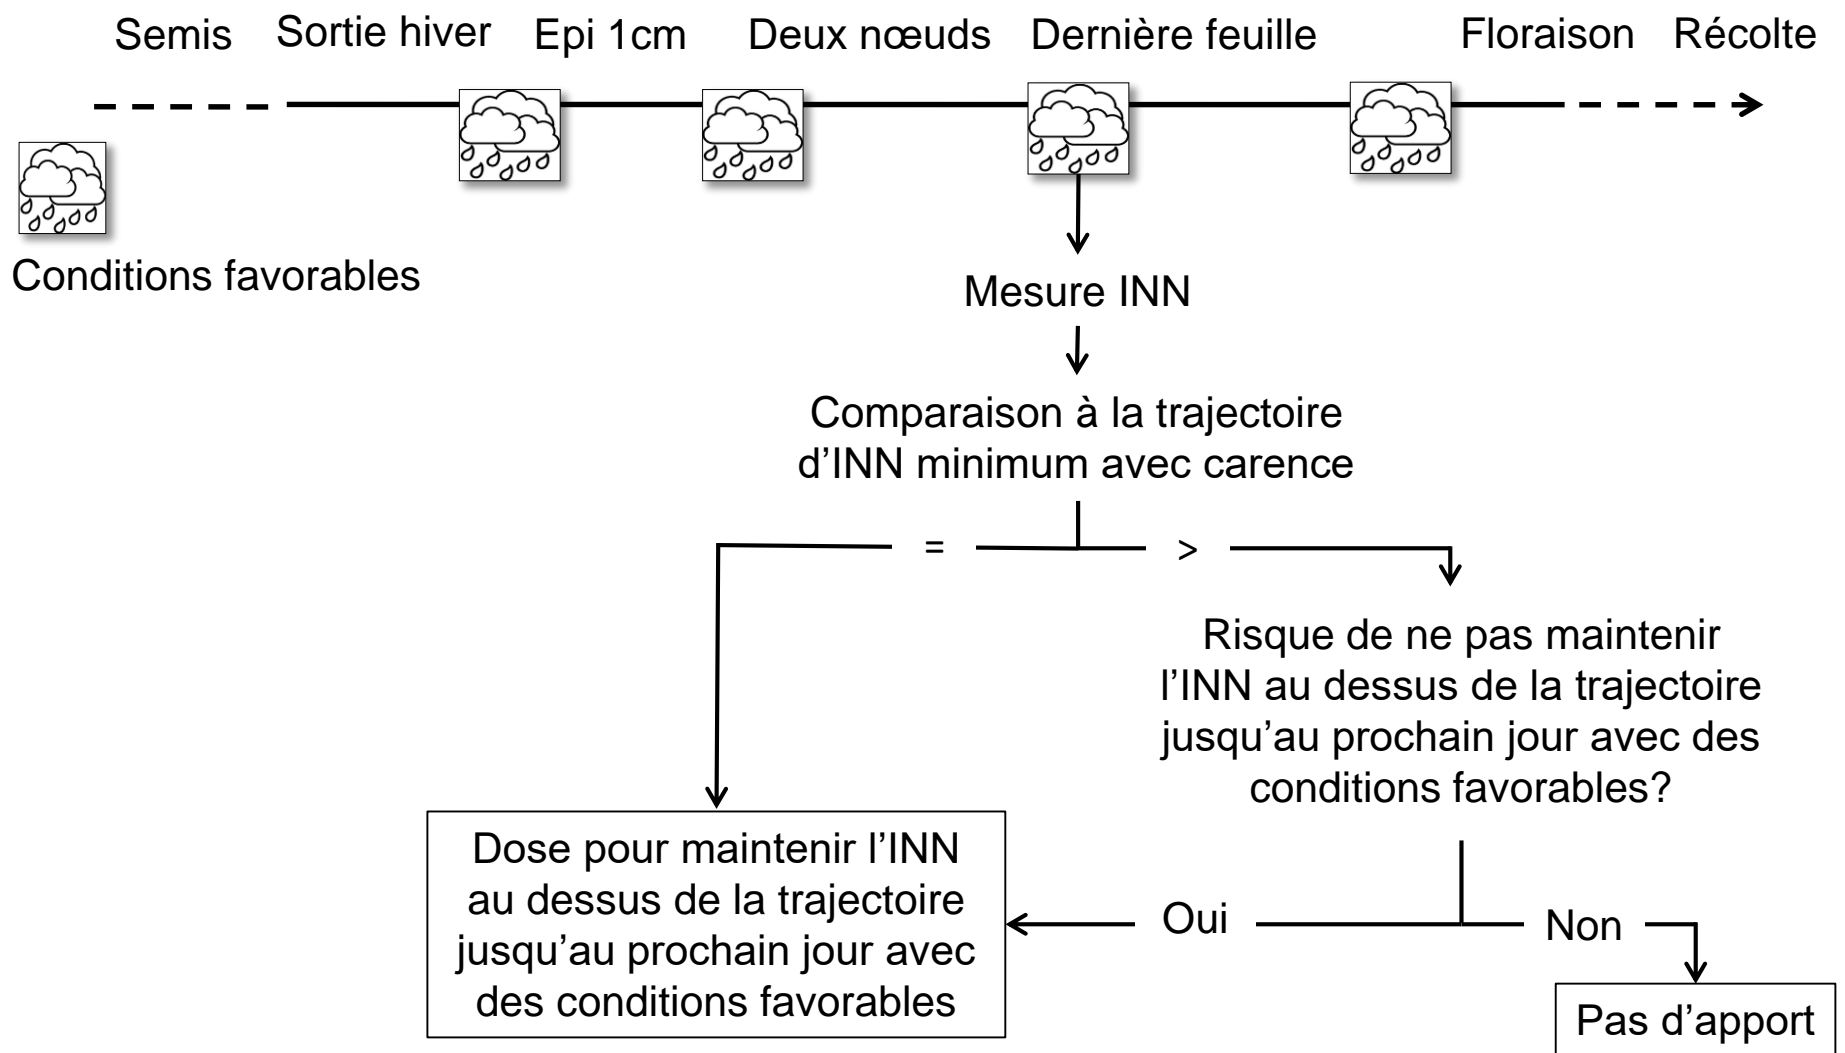 Semis Sortie hiver Epi 1cm Deux nœuds Dernière feuille Floraison Récolte
Conditions favorables
Mesure INN
Comparaison à la trajectoire
d’INN minimum avec carence
= >
Risque de ne pas maintenir
l’INN au dessus de la trajectoire
jusqu’au prochain jour avec des
conditions favorables?
Dose pour maintenir l’INN
au dessus de la trajectoire
jusqu’au prochain jour avec
des conditions favorables
Oui Non
Pas d’apport